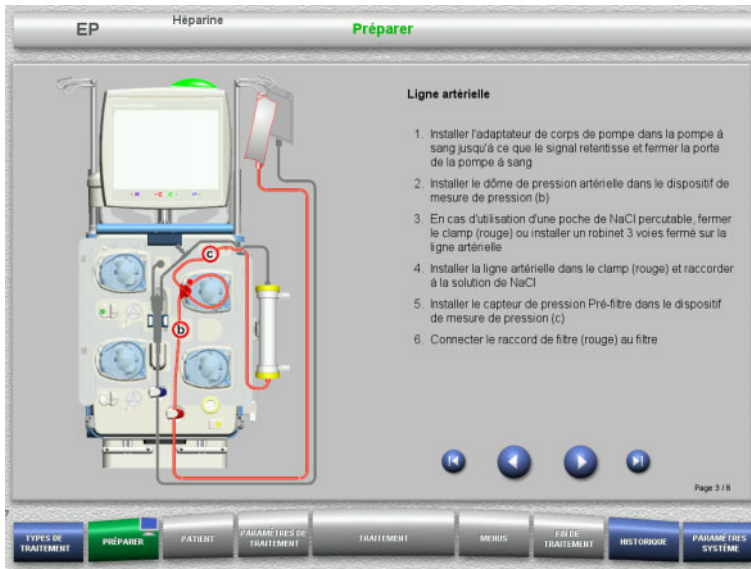 EP
Héparine
Préparer
Ligne artérielle
1. Installer l'adaptateur de corps de pompe dans la pompe à
sang jusqu'à ce que le signal retentisse et fermer la porte
de la pompe à sang
2. Installer le dôme de pression artérielle dans le dispositif de
mesure de pression (b)
3. En cas d'utilisation d'une poche de NaCl percutable, fermer
le clamp (rouge) ou installer un robinet 3 voies fermé sur la
ligne artérielle
4. Installer la ligne artérielle dans le clamp (rouge) et raccorder
à la solution de NaCl
5. Installer le capteur de pression Pré-filtre dans le dispositif
de mesure de pression (c)
6. Connecter le raccord de filtre (rouge) au filtre
c
b
Page 3 / 8
TYPES DE
TRAITEMENT
PRÉPARER
PATIENT
PARAMÈTRES DE
TRAITEMENT
TRAITEMENT
MENUS
FIN DE
TRAITEMENT
HISTORIQUE
PARAMÈTRES
SYSTÈME